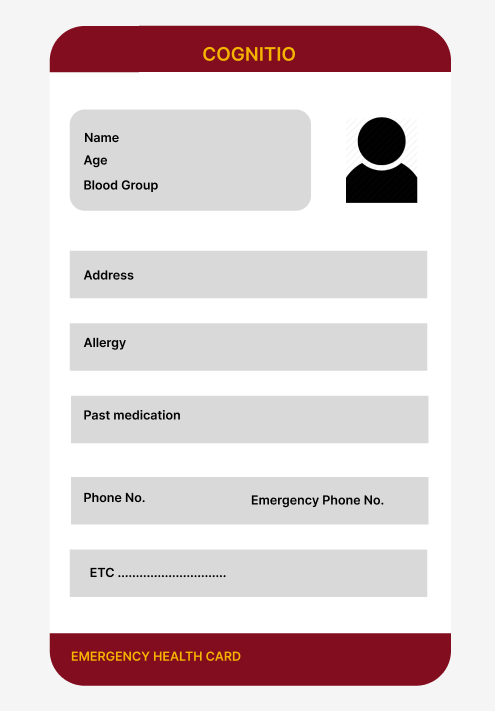 COGNITIO
Name
Age
Blood Group
Address
Allergy
Past medication
Phone No. Emergency Phone No.
ETC ..............................
EMERGENCY HEALTH CARD